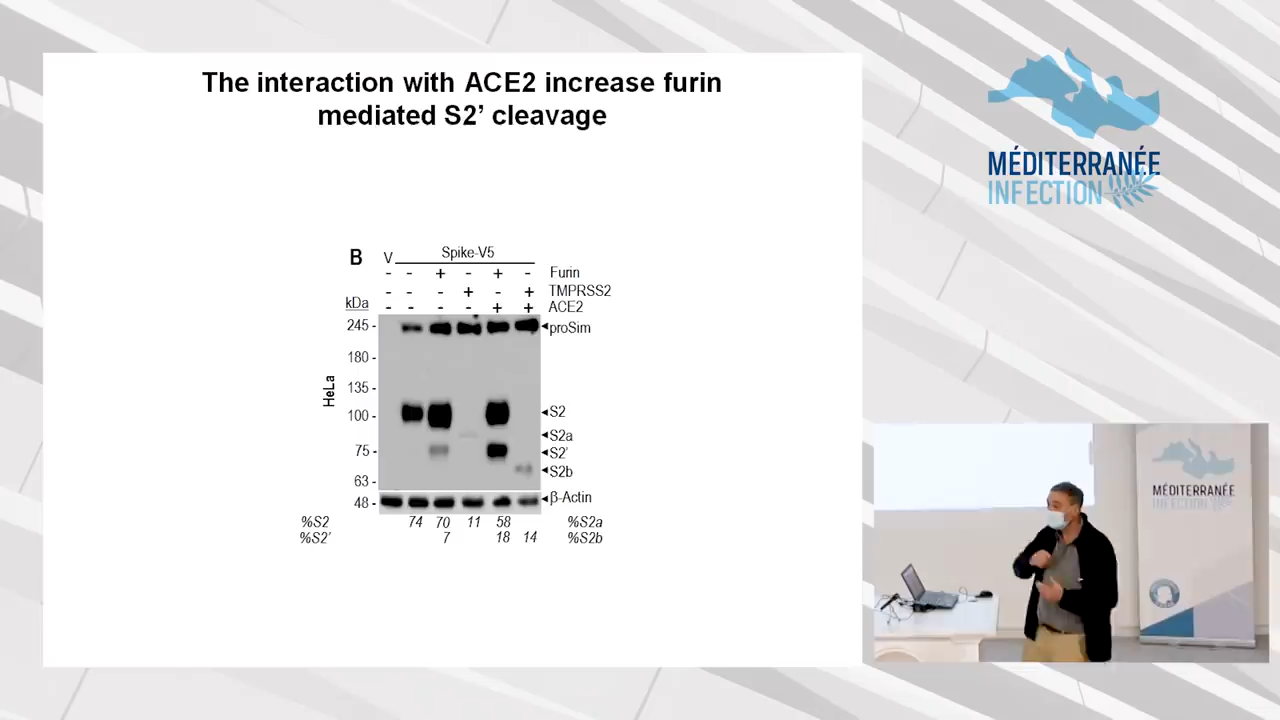 The interaction with ACE2 increase furin
mediated S2’ cleavage
MÉDITERRANÉE
INFECTION
B
V
Spike-V5
- - + - + - Furin
- - - + - + TMPRSS2
- - - - + + ACE2
kDa
245 -
180 -
135 -
100 -
75 -
63 -
48 -
HeLa
proSim
S2
S2a
S2’
S2b
β-Actin
%S2 74 70 11 58 %S2a
%S2’ 7 18 14 %S2b
MÉDITERRANÉE
INFECTION